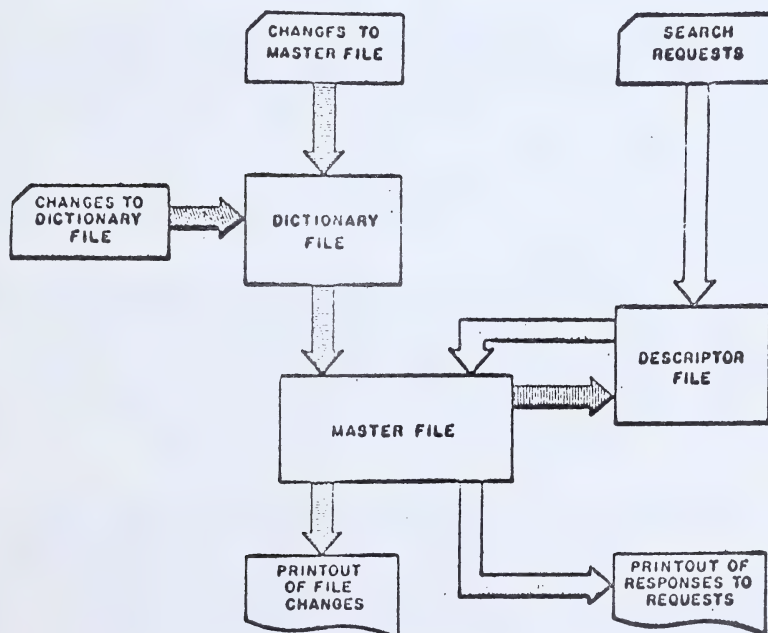 CHANGES TO
MASTER FILE
SEARCH
REQUESTS
CHANGES TO
DICTIONARY
FILE
DICTIONARY
FILE
DESCRIPTOR
FILE
MASTER FILE
PRINTOUT
OF FILE
CHANGES
PRINTOUT OF
RESPONSES TO
REQUESTS